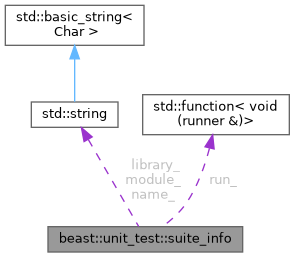 std::basic_string<
Char >
std::string
std::function< void
(runner &)>
library_
module_
name_
run_
beast::unit_test::suite_info